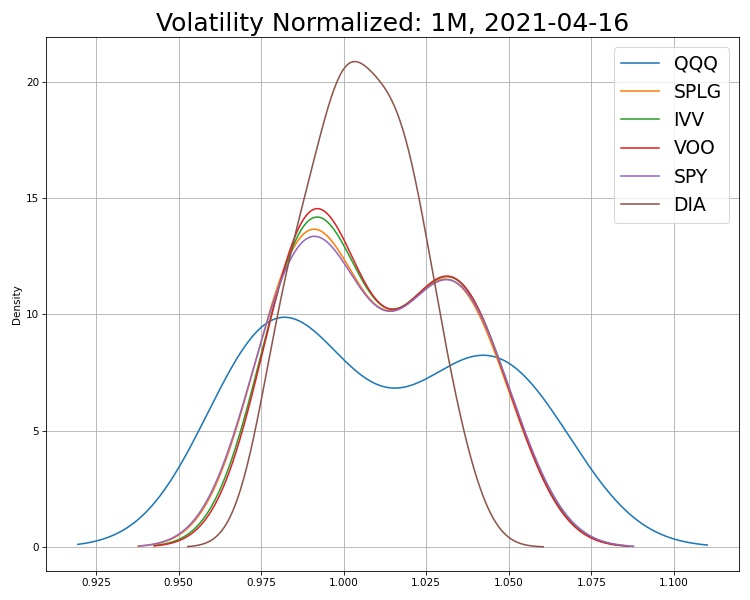 Volatility Normalized: 1M, 2021-04-16
QQQ
SPLG
IVV
VOO
SPY
DIA
Density
20
15
10
5
0
0.925 0.950 0.975 1.000 1.025 1.050 1.075 1.100